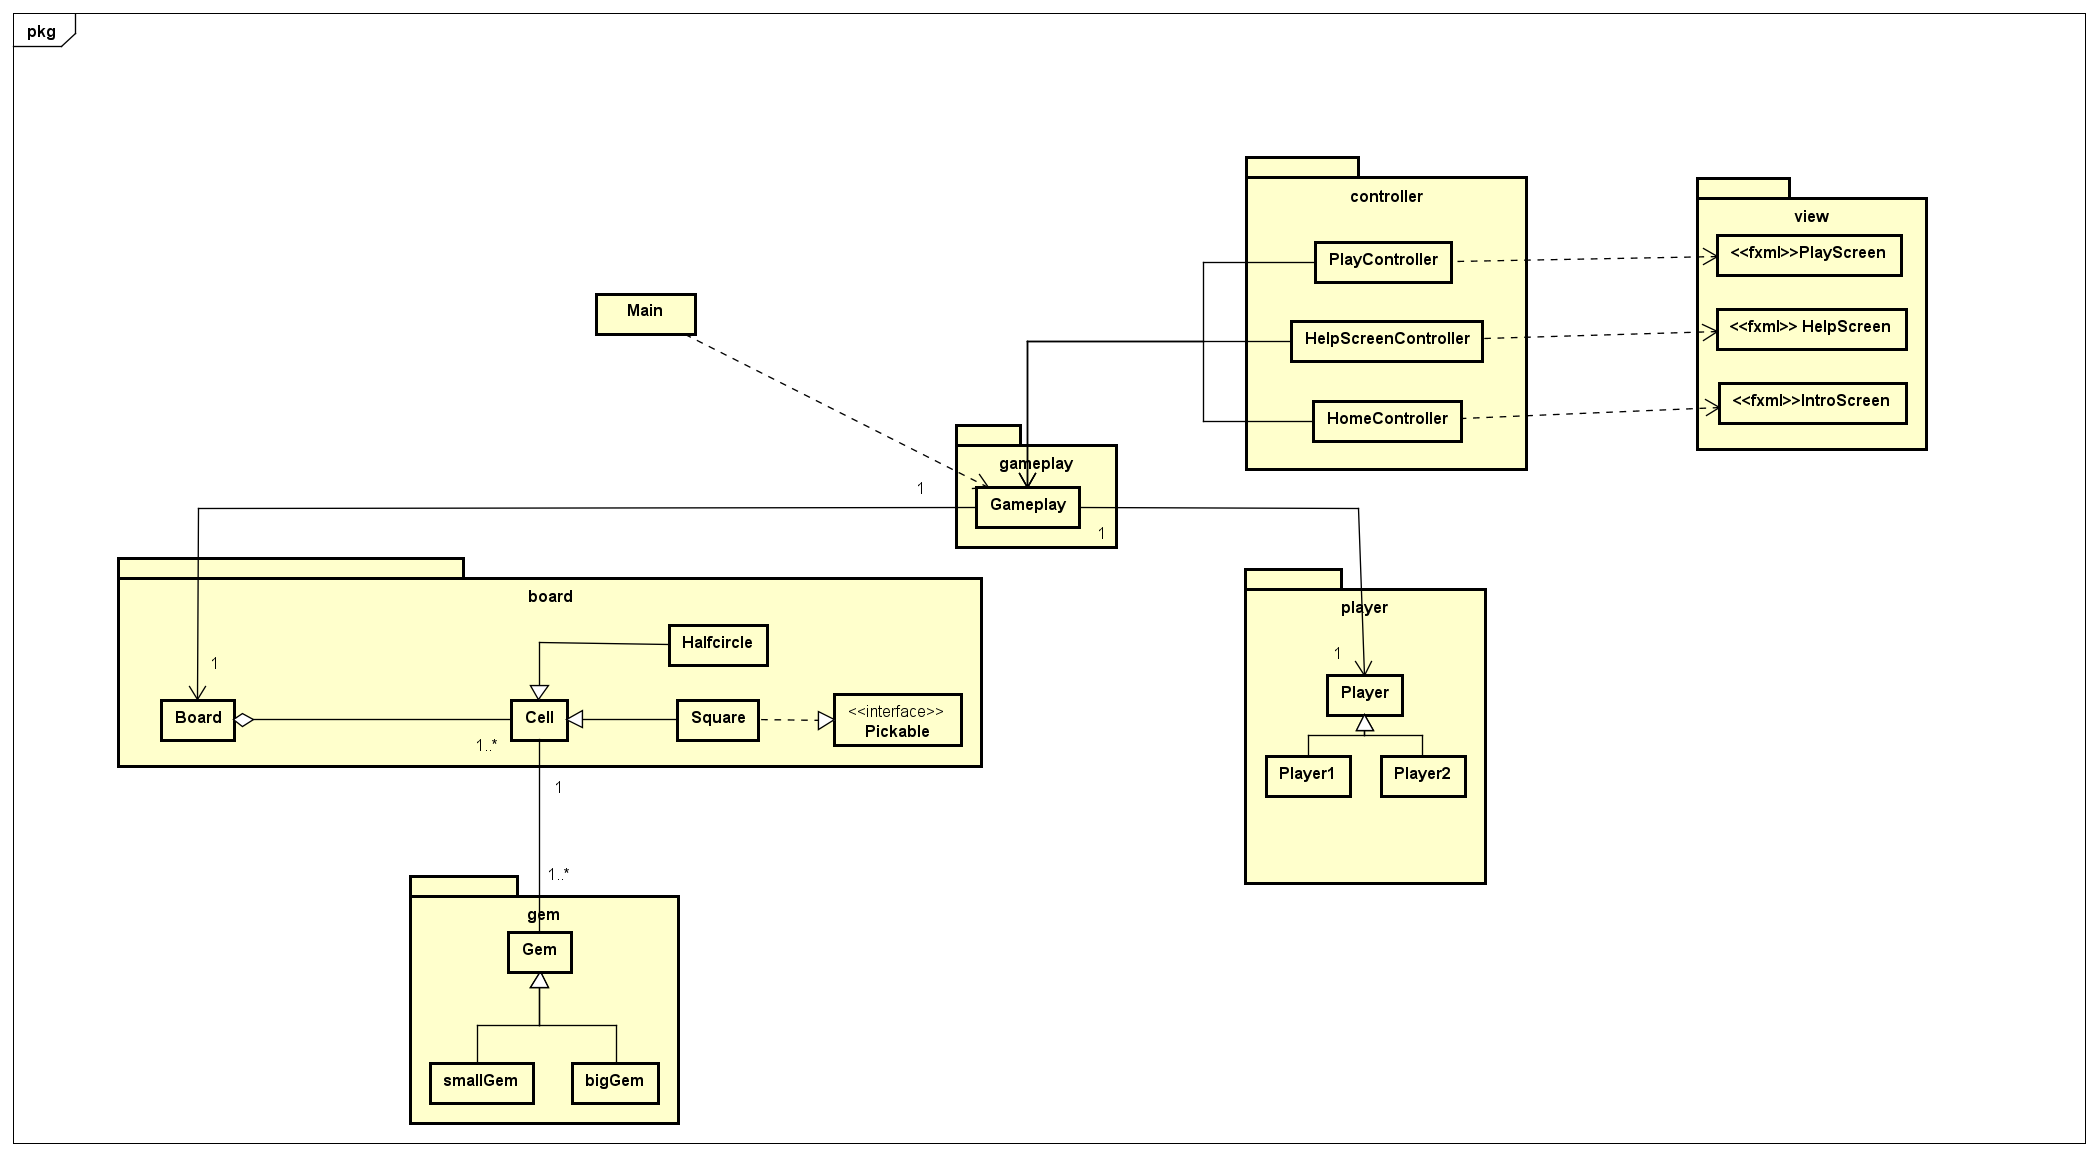 pkg
controller
view
PlayController
<<fxml>>PlayScreen
Main
HelpScreenController
<<fxml>> HelpScreen
HomeController
<<fxml>>IntroScreen
gameplay
1
Gameplay
1
board
player
Halfcircle
1
1
Board
Cell
Square
<<interface>>
Pickable
Player
1..*
Player1
Player2
1
1..*
gem
Gem
smallGem
bigGem